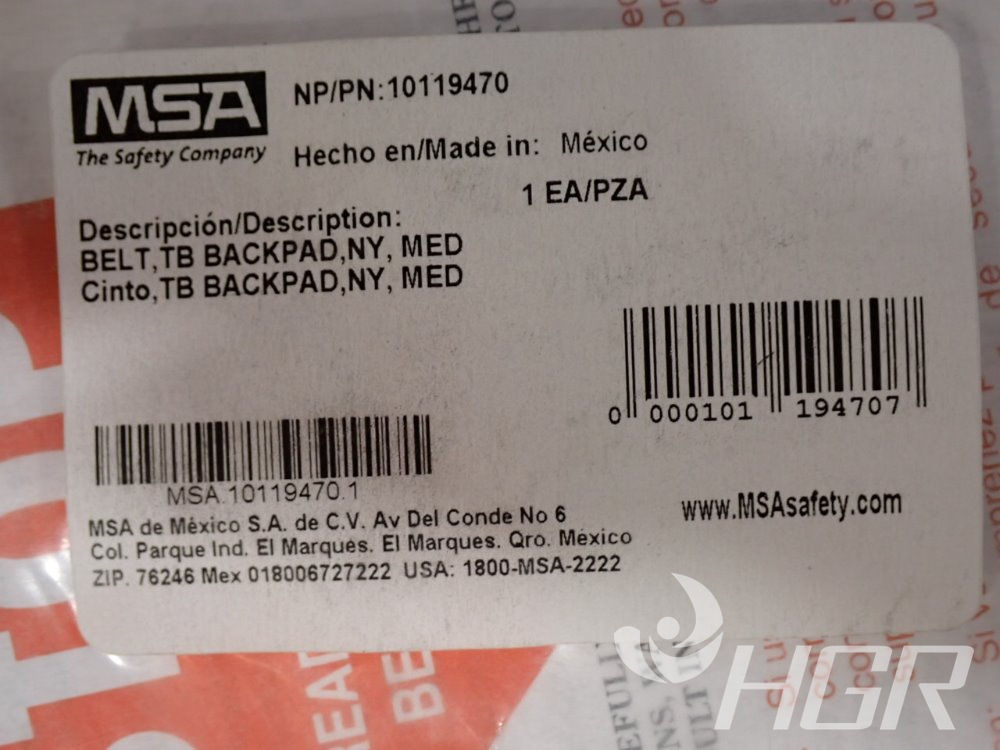 MSA
The Safety Company
NP/PN:10119470
Hecho en/Made in: México
1 EA/PZA
Descripción/Description:
BELT,TB BACKPAD,NY, MED
Cinto,TB BACKPAD,NY, MED
0 000101 194707
MSA.10119470.1
www.MSAsafety.com
MSA de México S.A. de C.V. Av Del Conde No 6
Col. Parque Ind. El Marques. El Marques. Qro. México
ZIP. 76246 Mex 018006727222 USA: 1800-MSA-2222
HGR